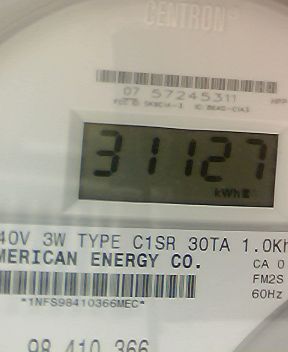 CENTRON®
07 57245311
31127
kWh
40V 3W TYPE C1SR 30TA 1.0Kh
MERICAN ENERGY CO.
CA 0
FM2S
60Hz
*1NFS98410366MEC*
98 410 366